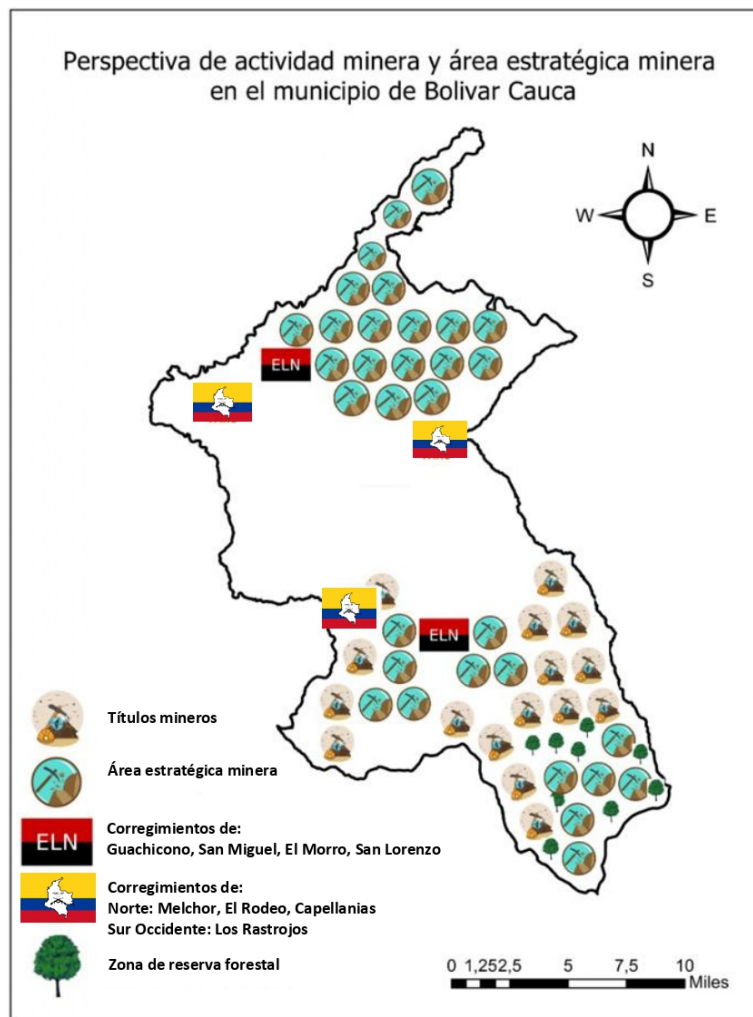 Perspectiva de actividad minera y área estratégica minera
en el municipio de Bolivar Cauca
N
W
E
S
ELN
ELN
Títulos mineros
Área estratégica minera
ELN
Corregimientos de:
Guachicono, San Miguel, El Morro, San Lorenzo
Corregimientos de:
Norte: Melchor, El Rodeo, Capellanias
Sur Occidente: Los Rastrojos
Zona de reserva forestal
0 1,25 2,5 5 7,5 10
Miles